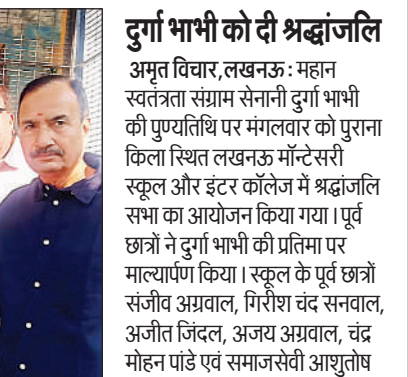 दुर्गा भाभी को दी श्रद्धांजलि
अमृत विचार,लखनऊ : महान
स्वतंत्रता संग्राम सेनानी दुर्गा भाभी
की पुण्यतिथि पर मंगलवार को पुराना
किला स्थित लखनऊ मॉन्टेसरी
स्कूल और इंटर कॉलेज में श्रद्धांजलि
सभा का आयोजन किया गया । पूर्व
छात्रों ने दुर्गा भाभी की प्रतिमा पर
माल्यार्पण किया । स्कूल के पूर्व छात्रों
संजीव अग्रवाल, गिरीश चंद सनवाल,
अजीत जिंदल, अजय अग्रवाल, चंद्र
मोहन पांडे एवं समाजसेवी आशुतोष